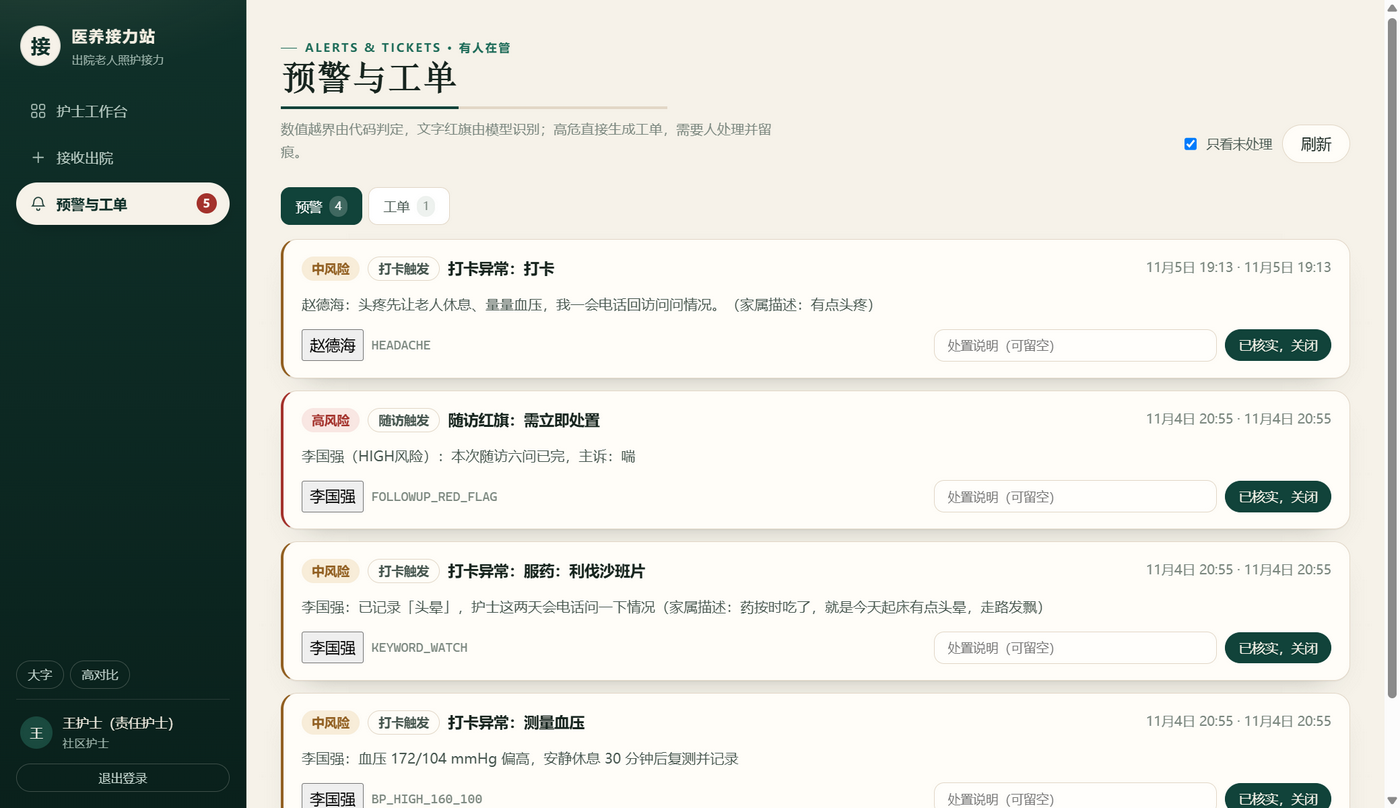 接
医养接力站
出院老人照护接力
护士工作台
接收出院
预警与工单 5
大字 高对比
王
王护士（责任护士）
社区护士
退出登录
ALERTS & TICKETS • 有人在管
预警与工单
数值越界由代码判定，文字红旗由模型识别；高危直接生成工单，需要人处理并留
痕。
只看未处理 刷新
预警 4 工单 1
中风险 打卡触发 打卡异常：打卡 11月5日 19:13 · 11月5日 19:13
赵德海：头疼先让老人休息、量量血压，我一会电话回访问问情况。（家属描述：有点头疼）
赵德海 HEADACHE 处置说明（可留空） 已核实，关闭
高风险 随访触发 随访红旗：需立即处置 11月4日 20:55 · 11月4日 20:55
李国强（HIGH风险）：本次随访六问已完，主诉：喘
李国强 FOLLOWUP_RED_FLAG 处置说明（可留空） 已核实，关闭
中风险 打卡触发 打卡异常：服药：利伐沙班片 11月4日 20:55 · 11月4日 20:55
李国强：已记录「头晕」，护士这两天会电话问一下情况（家属描述：药按时吃了，就是今天起床有点头晕，走路发飘）
李国强 KEYWORD_WATCH 处置说明（可留空） 已核实，关闭
中风险 打卡触发 打卡异常：测量血压 11月4日 20:55 · 11月4日 20:55
李国强：血压 172/104 mmHg 偏高，安静休息 30 分钟后复测并记录
李国强 BP_HIGH_160_100 处置说明（可留空） 已核实，关闭